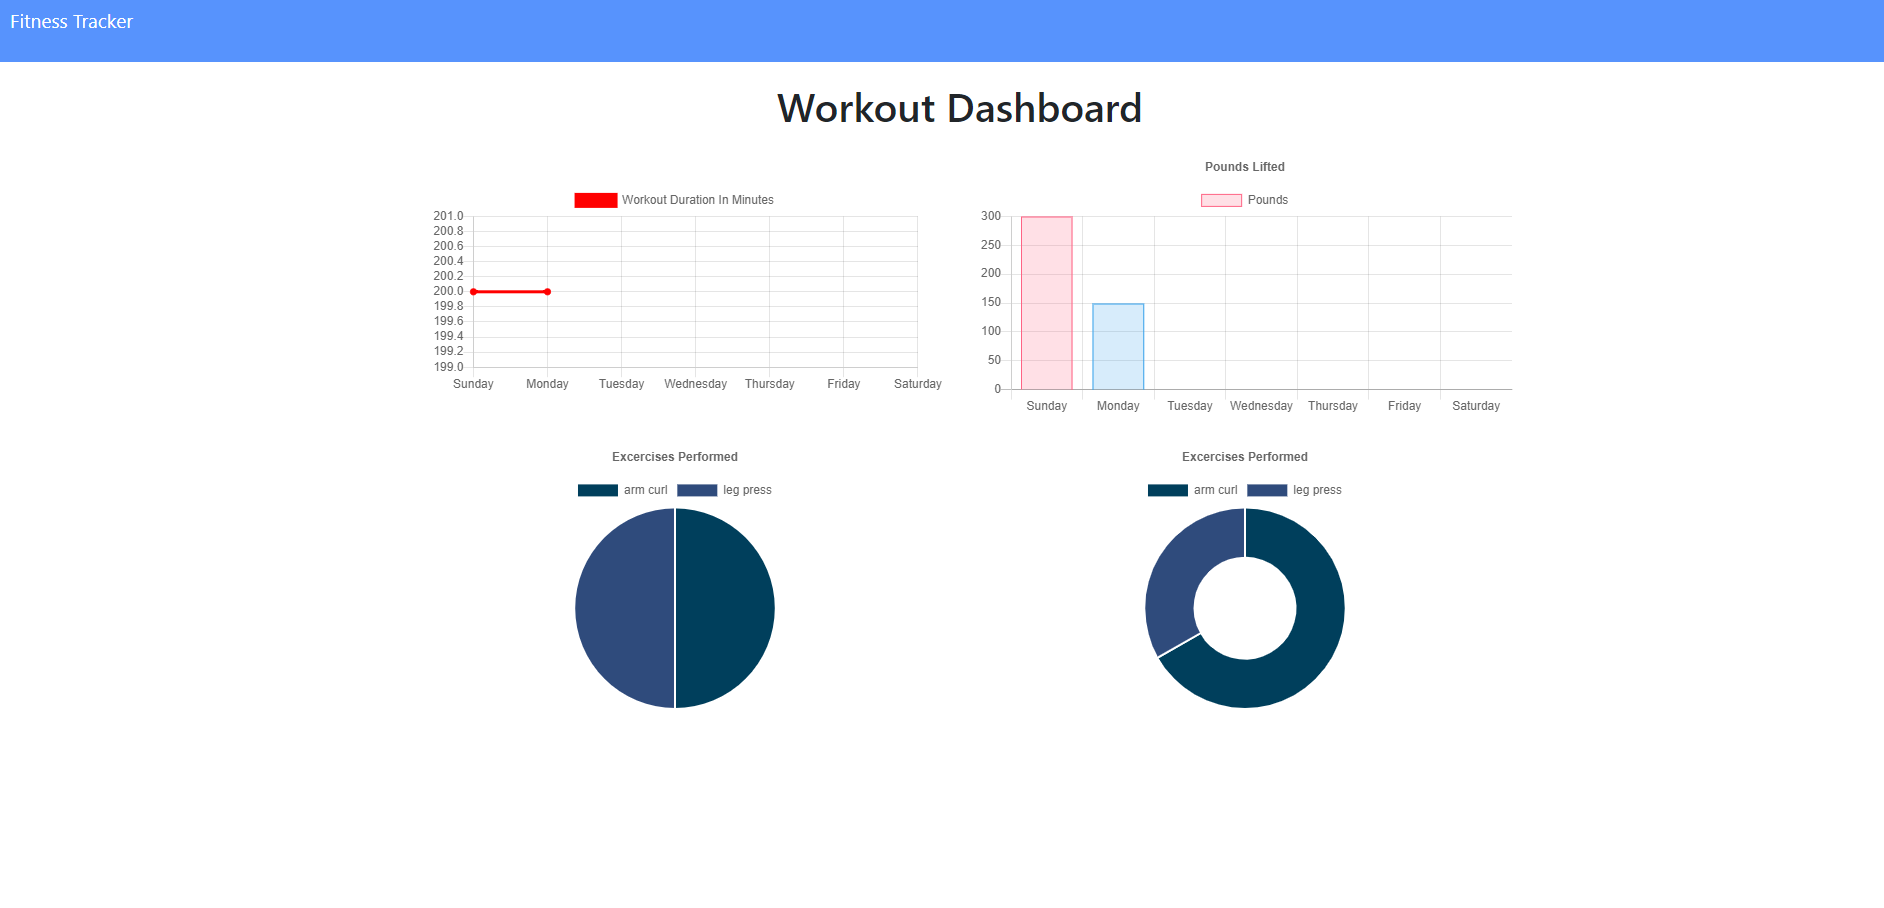 Fitness Tracker
Workout Dashboard
Workout Duration In Minutes
201.0
200.8
200.6
200.4
200.2
200.0
199.8
199.6
199.4
199.2
199.0
Sunday Monday Tuesday Wednesday Thursday Friday Saturday
Pounds Lifted
Pounds
300
250
200
150
100
50
0
Sunday Monday Tuesday Wednesday Thursday Friday Saturday
Excercises Performed
arm curl leg press
Excercises Performed
arm curl leg press